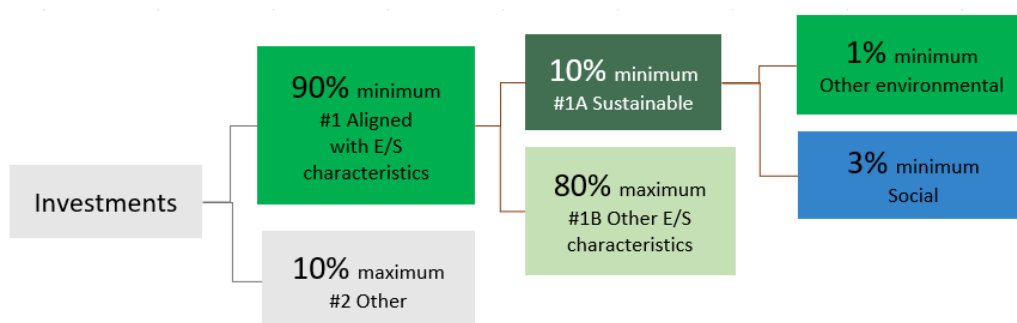 Investments
90% minimum
#1 Aligned
with E/S
characteristics
10% maximum
#2 Other
10% minimum
#1A Sustainable
80% maximum
#1B Other E/S
characteristics
1% minimum
Other environmental
3% minimum
Social